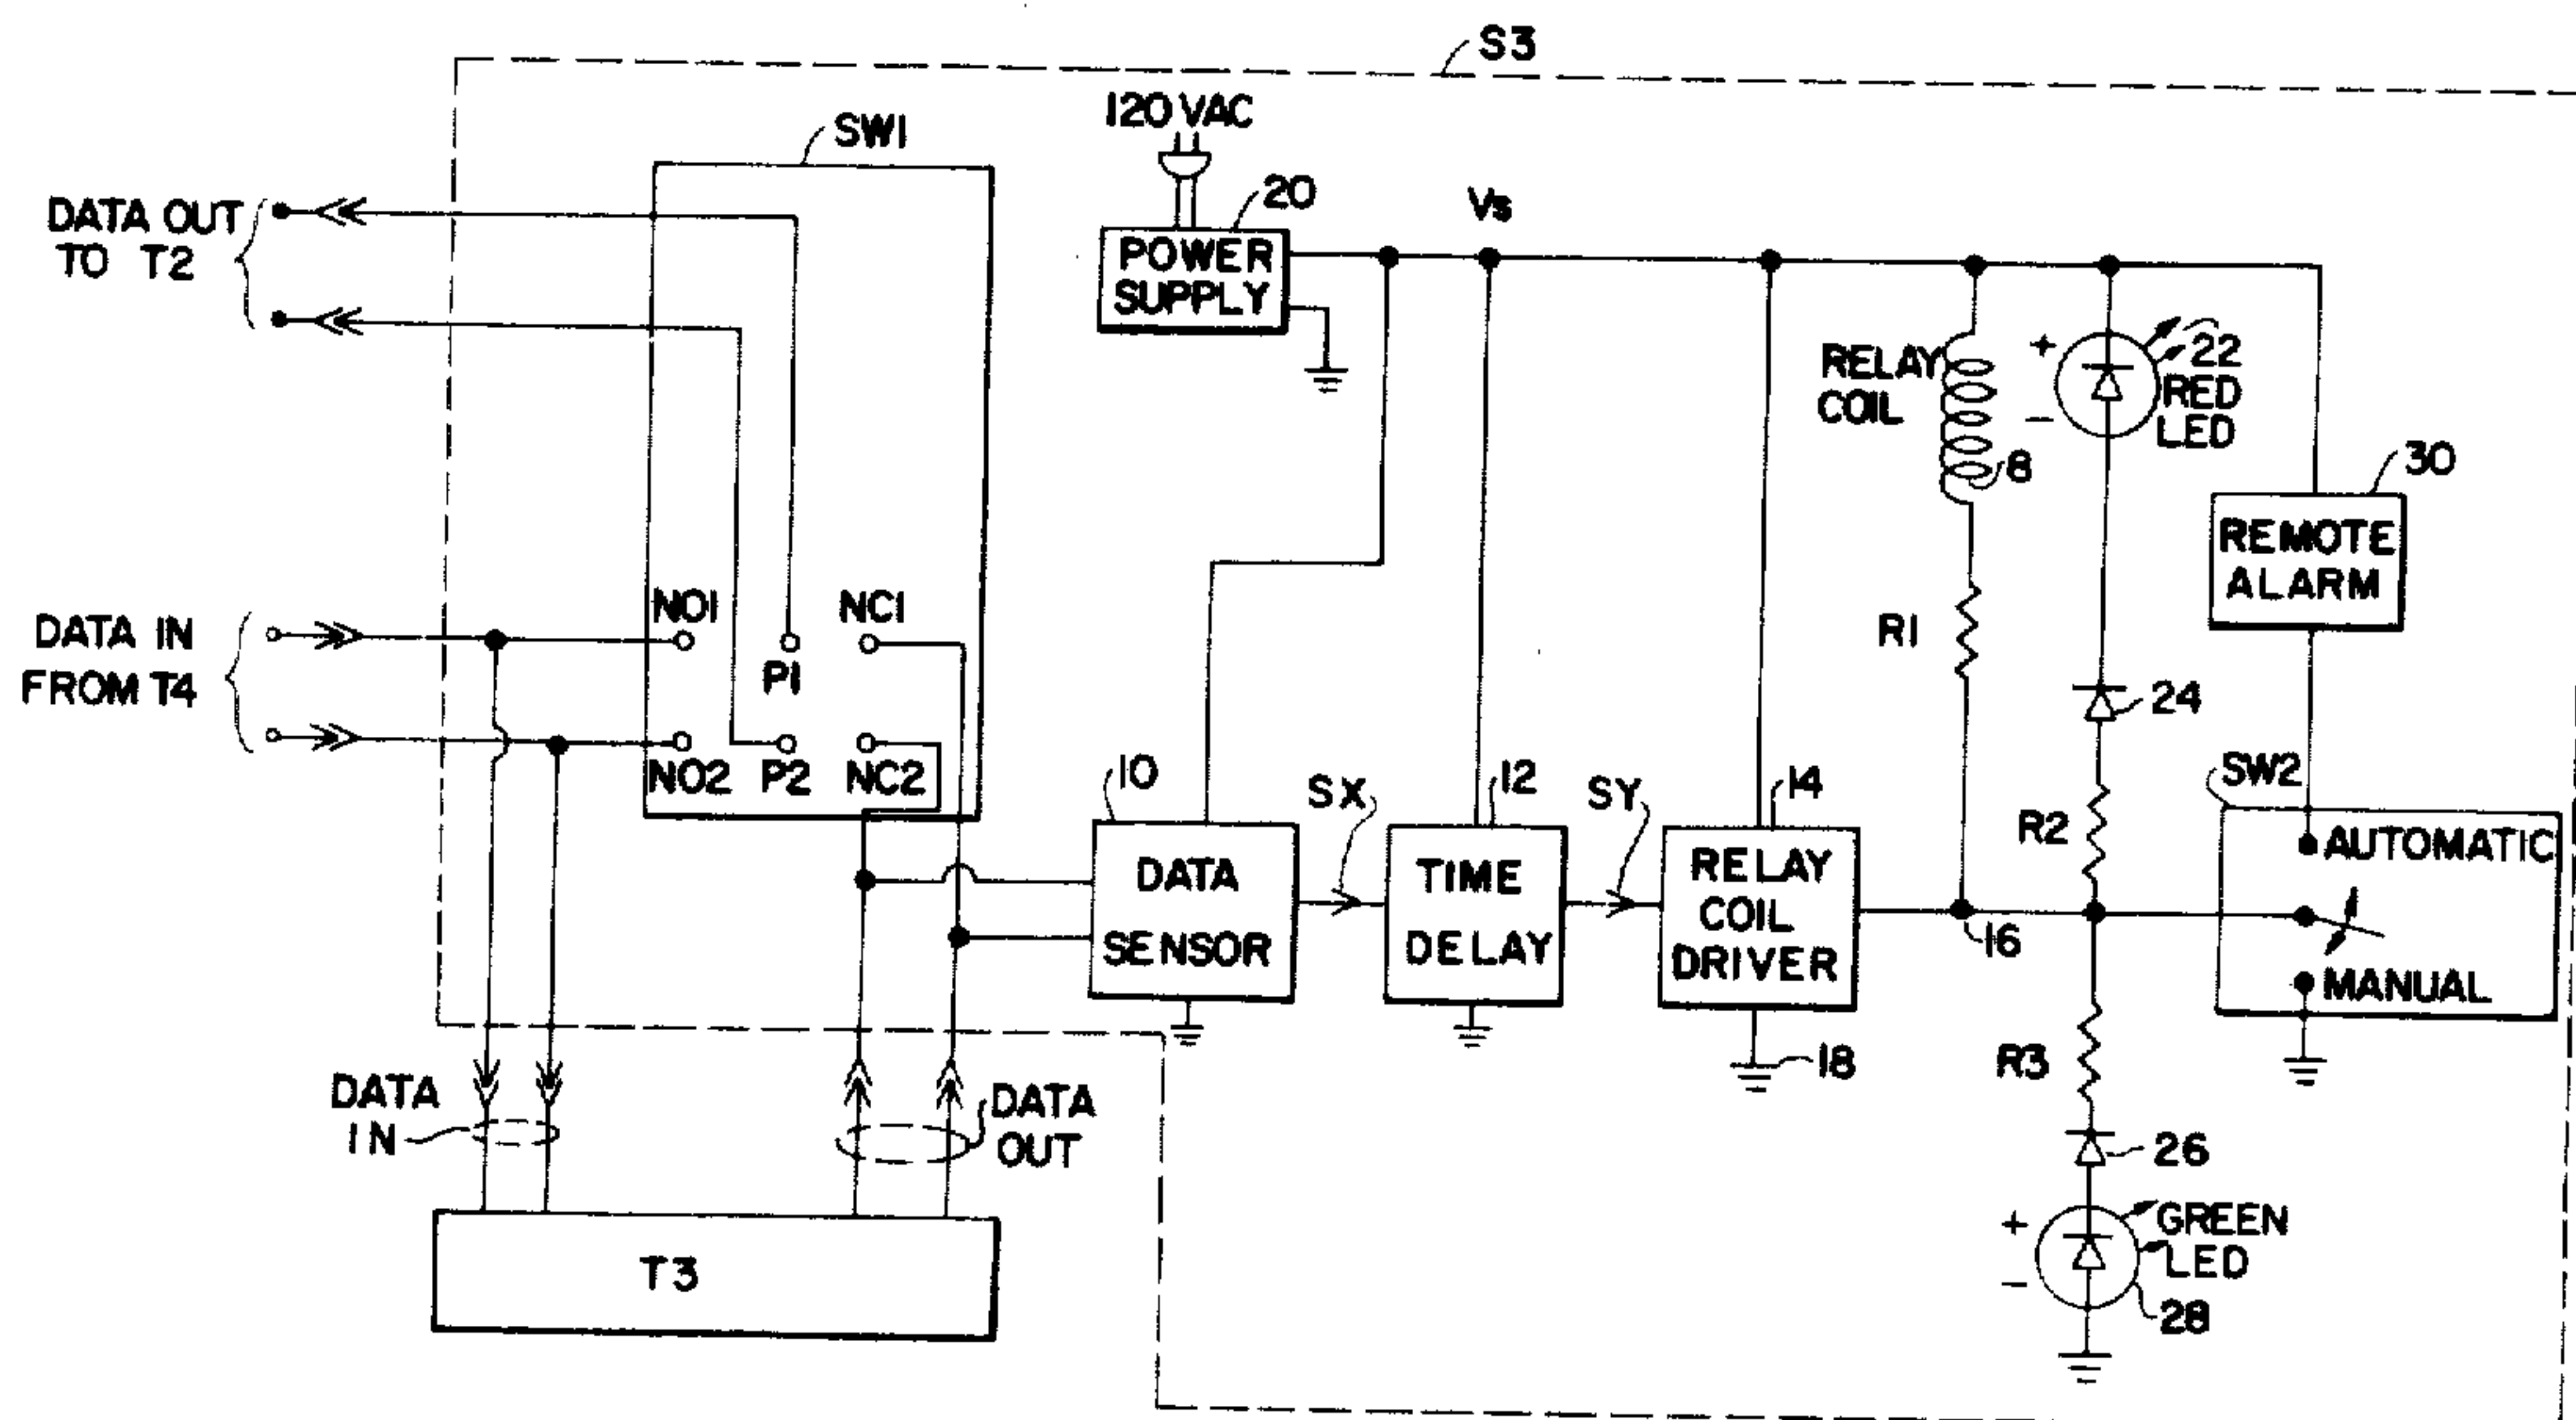 S3
120 VAC
SW1
20
Vs
DATA OUT
TO T2
POWER
SUPPLY
RELAY
COIL
8
+
−
22
RED
LED
30
REMOTE
ALARM
DATA IN
FROM T4
NO1
P1
NC1
NO2
P2
NC2
R1
24
R2
SW2
AUTOMATIC
MANUAL
10
DATA
SENSOR
SX
12
TIME
DELAY
SY
14
RELAY
COIL
DRIVER
16
18
R3
26
DATA
IN
DATA
OUT
T3
+
−
GREEN
LED
28